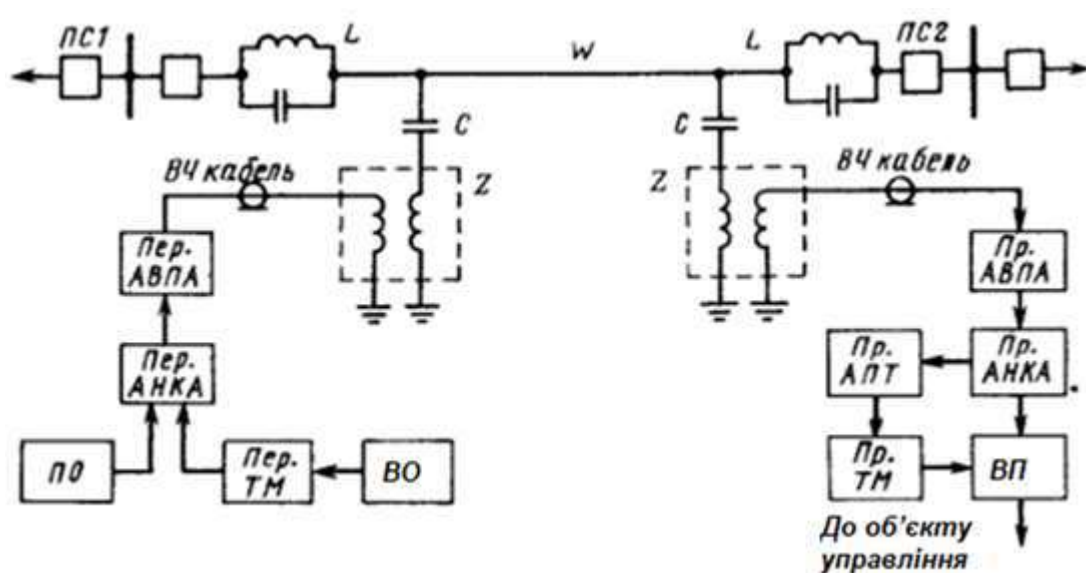 ПС1
L
W
L
ПС2
C
C
ВЧ кабель
Z
Z
ВЧ кабель
Пер.
АВПА
Пр.
АВПА
Пер.
АНКА
Пр.
АПТ
Пр.
АНКА
ПО
Пер.
ТМ
ВО
Пр.
ТМ
ВП
До об'єкту
управління